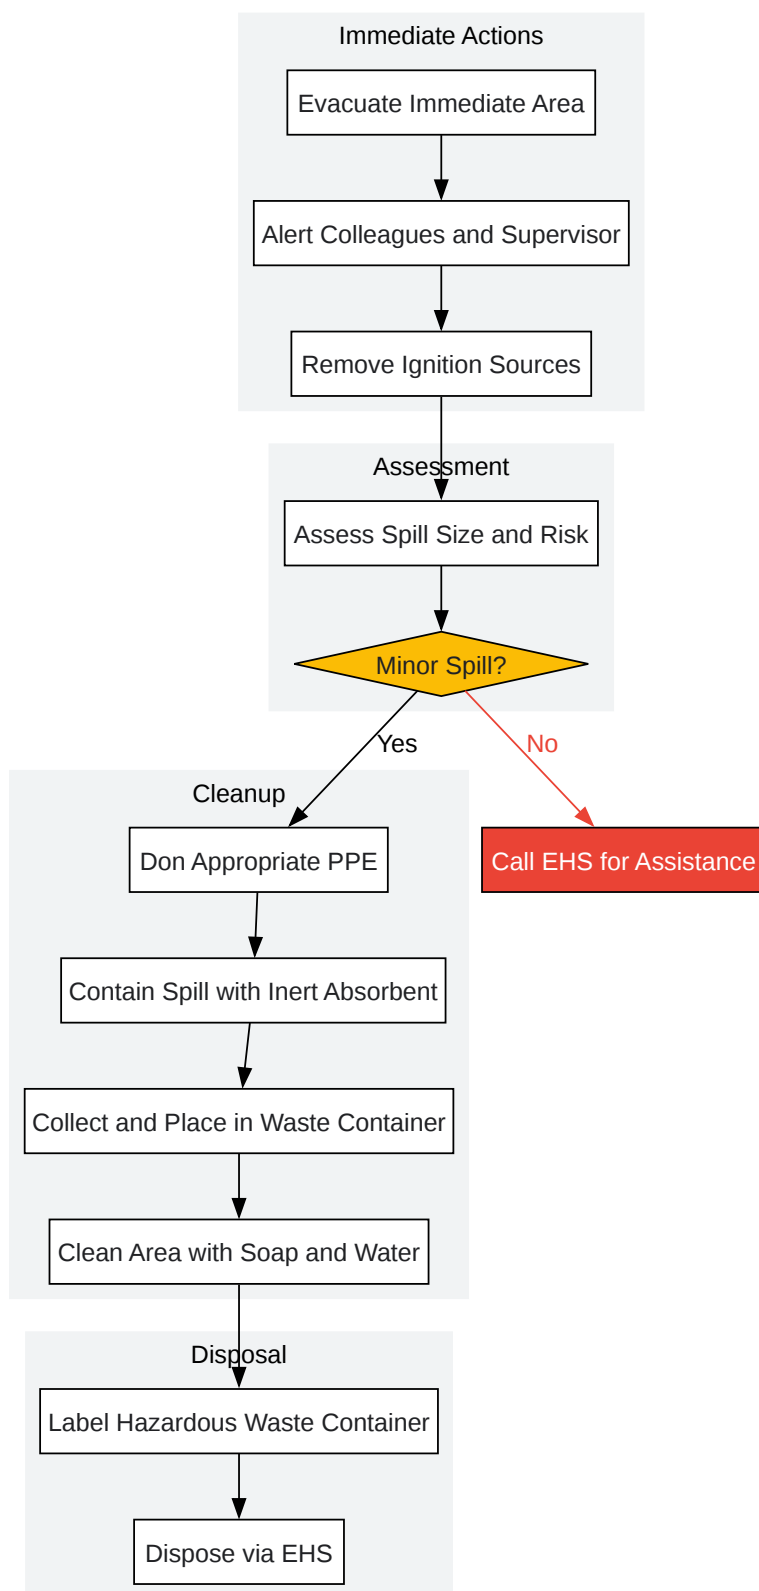 Immediate Actions
Evacuate Immediate Area
Alert Colleagues and Supervisor
Remove Ignition Sources
Assessment
Assess Spill Size and Risk
Minor Spill?
Yes
No
Cleanup
Don Appropriate PPE
Call EHS for Assistance
Contain Spill with Inert Absorbent
Collect and Place in Waste Container
Clean Area with Soap and Water
Disposal
Label Hazardous Waste Container
Dispose via EHS